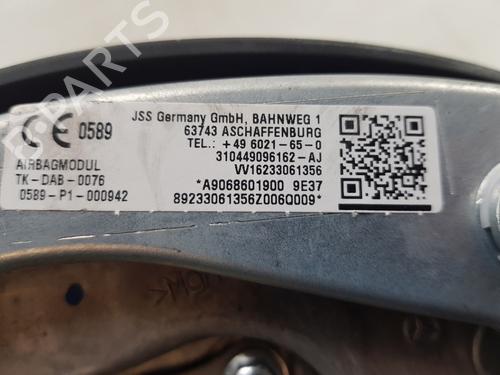 CE 0589
AIRBAGMODUL
TK-DAB-0076
0589-P1-000942
JSS Germany GmbH, BAHNWEG 1
63743 ASCHAFFENBURG
TEL.: +49 6021-65-0
310449096162-AJ
VV16233061356
*A9068601900 9E37
89233061356Z006Q009*